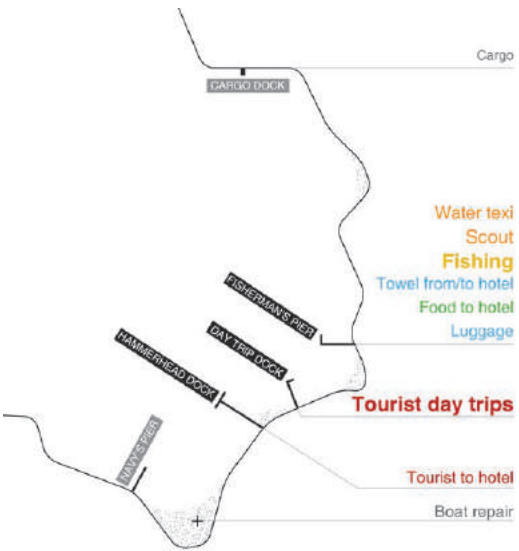 Cargo
CARGO DOCK
Water texi
Scout
Fishing
Towel from/to hotel
Food to hotel
Luggage
FISHERMAN'S PIER
DAY TRIP DOCK
HAMMERHEAD DOCK
Tourist day trips
NAVY'S PIER
Tourist to hotel
Boat repair